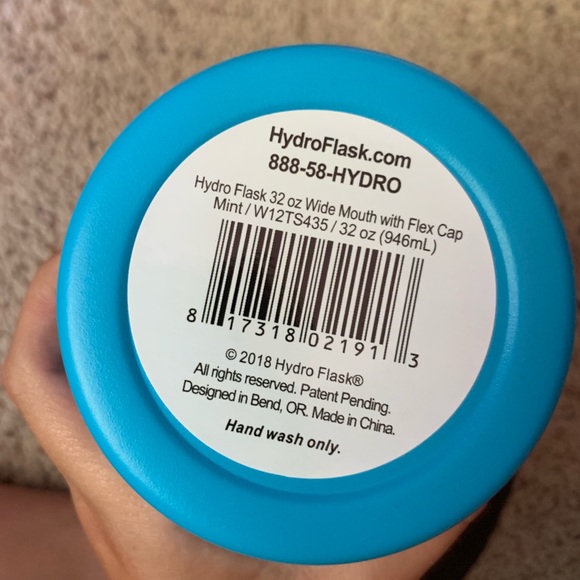 HydroFlask.com
888-58-HYDRO
Hydro Flask 32 oz Wide Mouth with Flex Cap
Mint / W12TS435 / 32 oz (946mL)
8 17318 02191 3
© 2018 Hydro Flask®
All rights reserved. Patent Pending.
Designed in Bend, OR. Made in China.
Hand wash only.